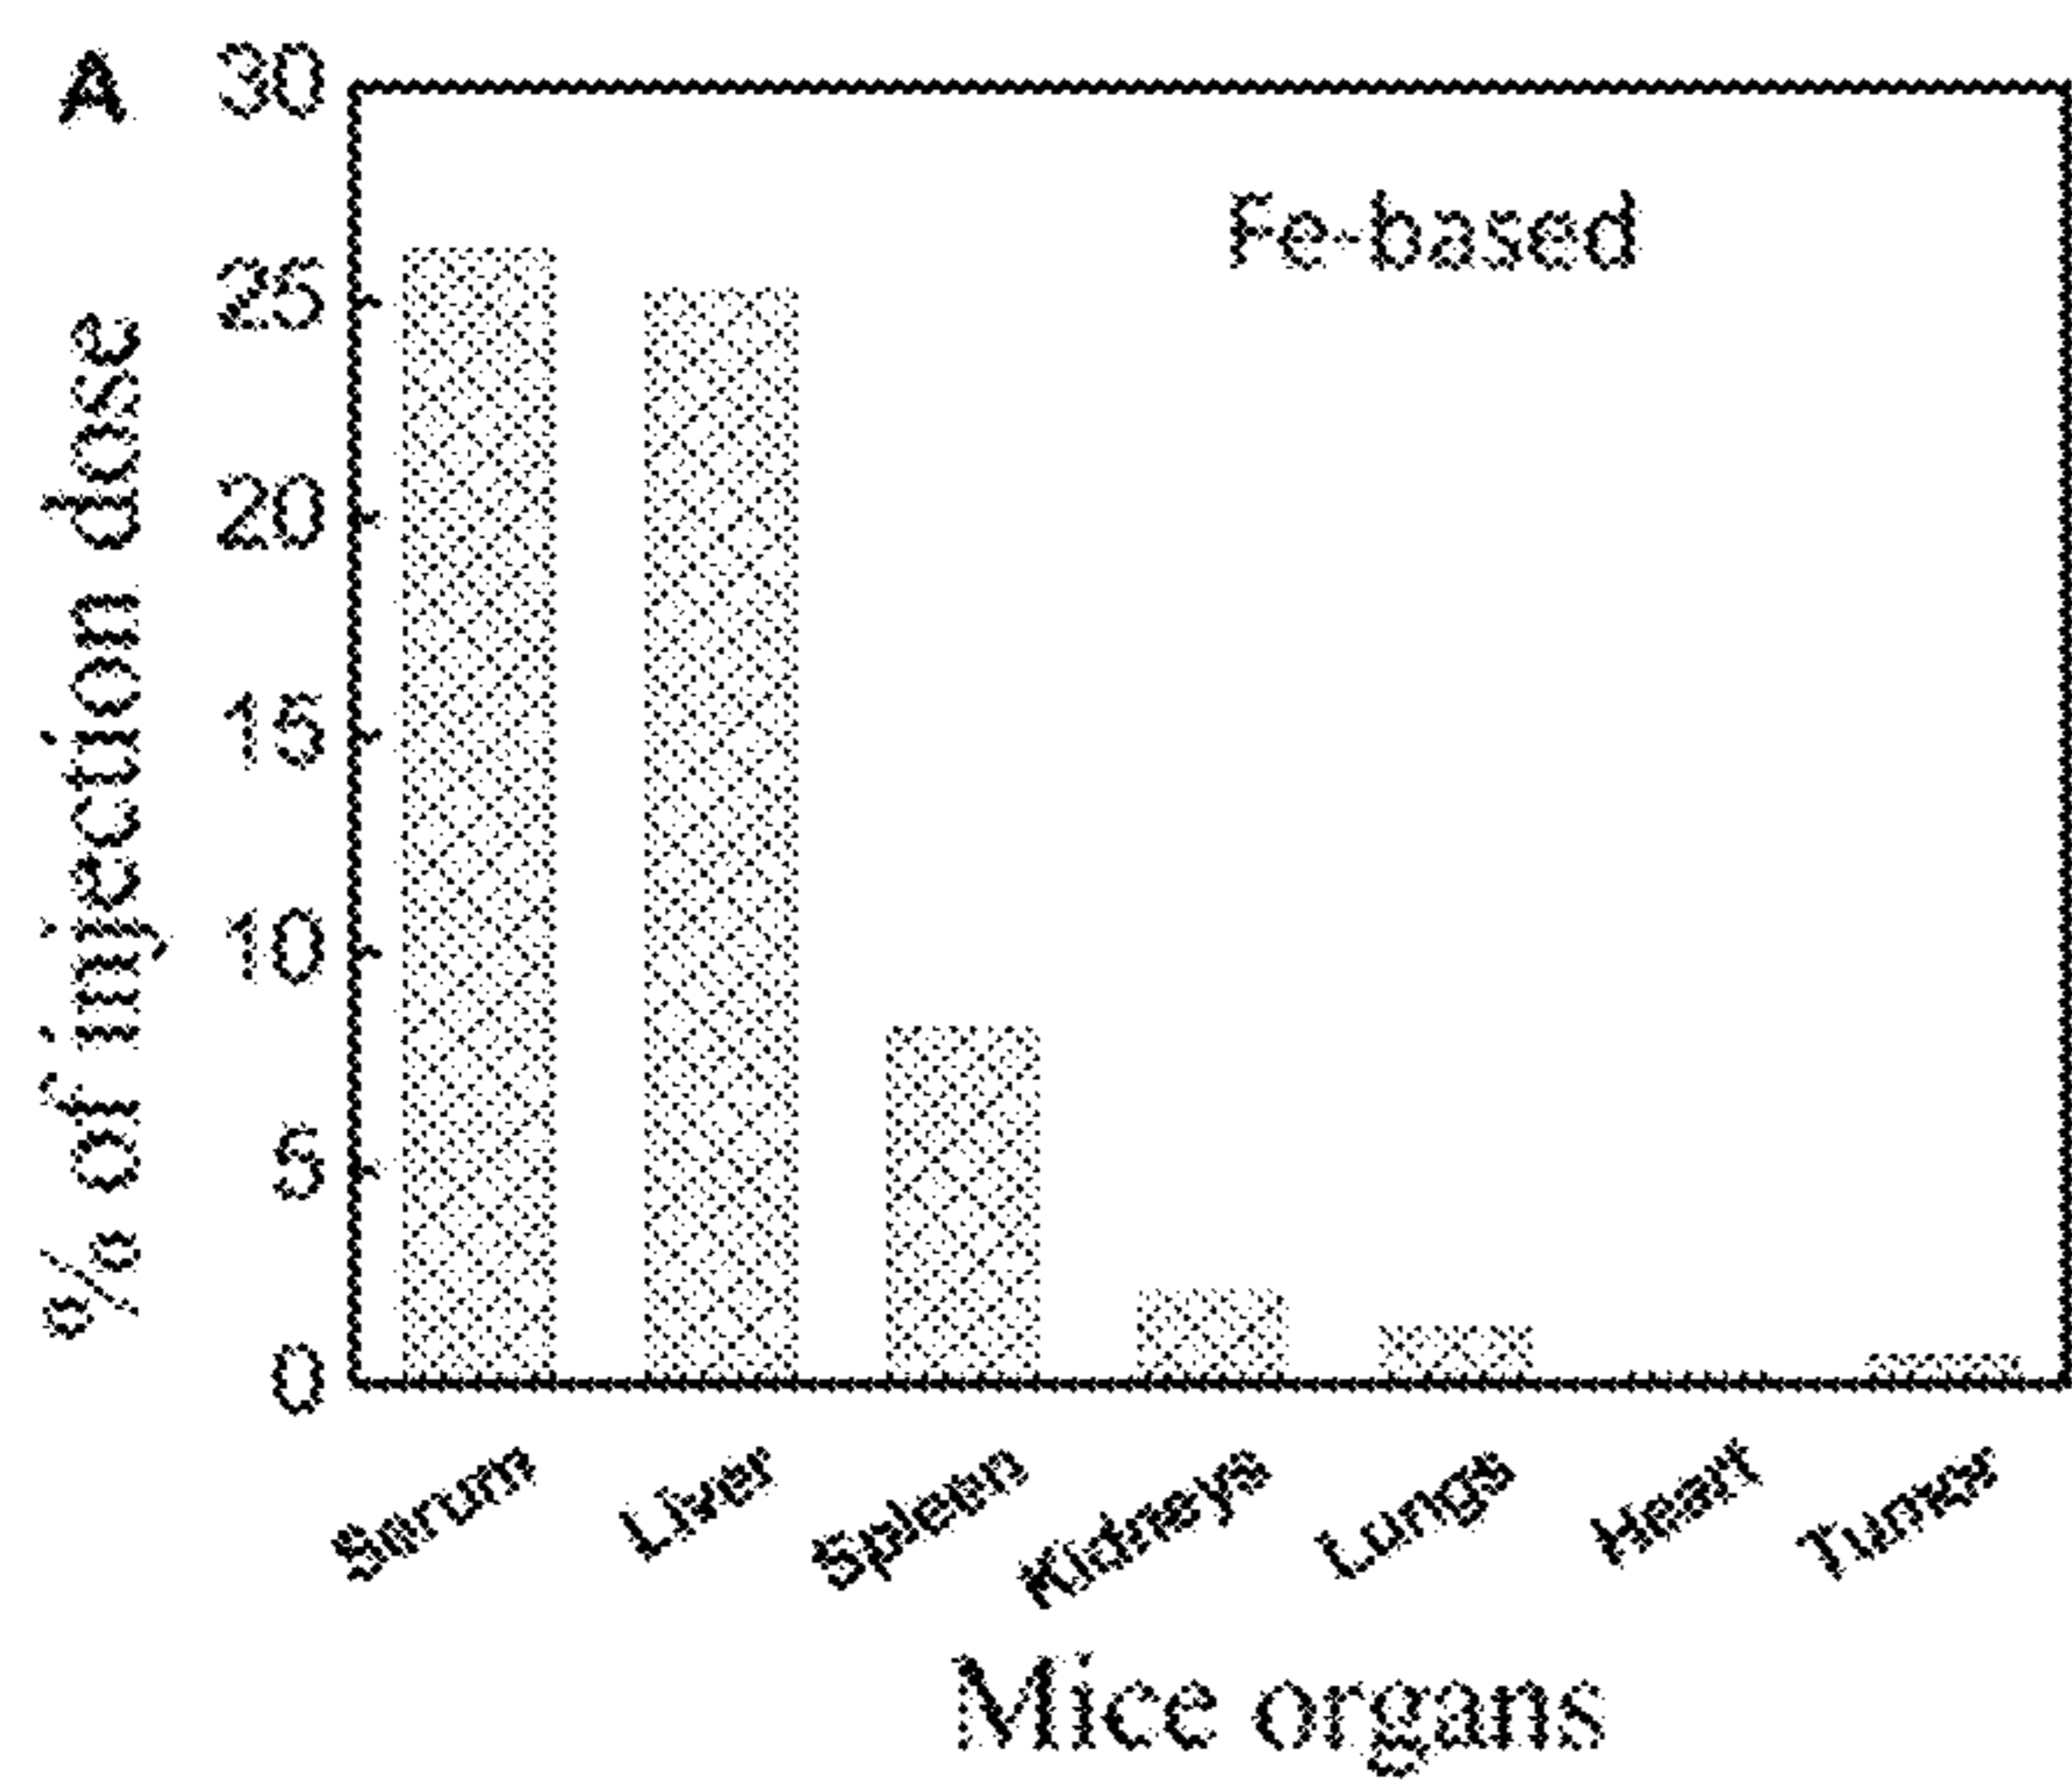 A
30
Fe-based
25
20
15
10
5
0
% of injection dose
Serum
Liver
Spleen
Kidneys
Lungs
Heart
Tumor
Mice organs